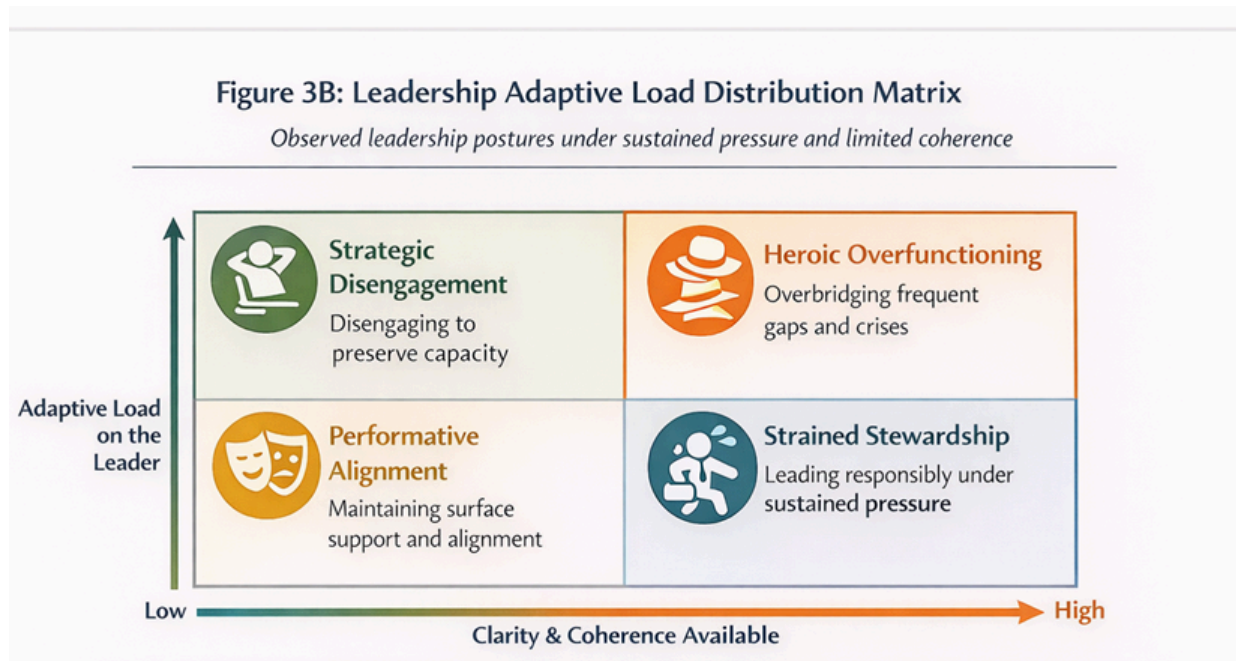 Figure 3B: Leadership Adaptive Load Distribution Matrix
Observed leadership postures under sustained pressure and limited coherence
Strategic
Disengagement
Disengaging to
preserve capacity
Heroic Overfunctioning
Overbridging frequent
gaps and crises
Adaptive Load
on the
Leader
Performative
Alignment
Maintaining surface
support and alignment
Strained Stewardship
Leading responsibly under
sustained pressure
Low
High
Clarity & Coherence Available